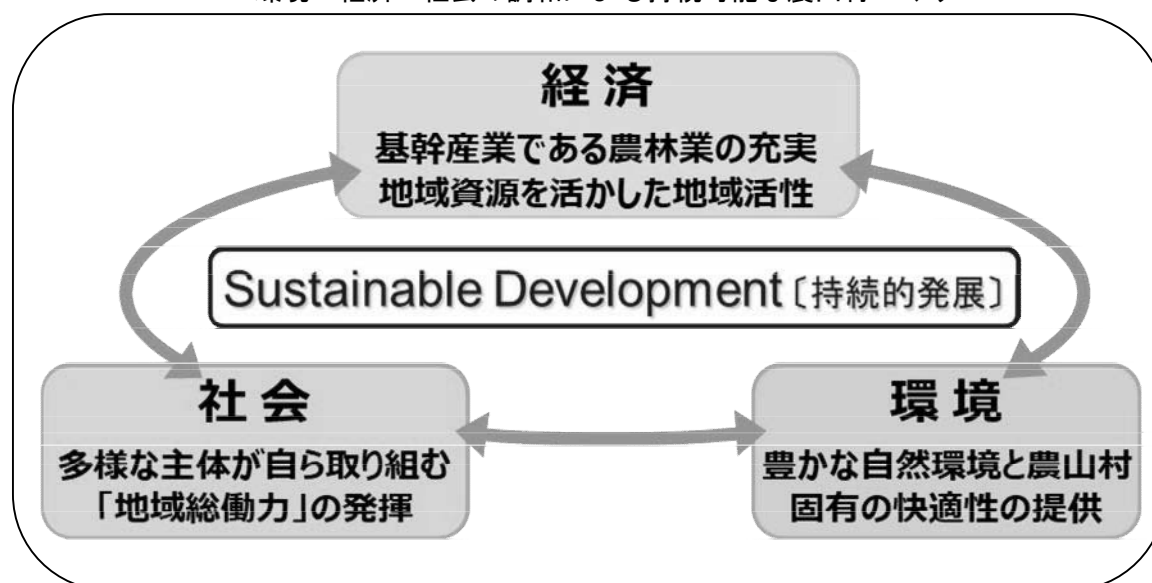 経 済
基幹産業である農林業の充実
地域資源を活かした地域活性
Sustainable Development〔持続的発展〕
社 会
多様な主体が自ら取り組む
「地域総働力」の発揮
環 境
豊かな自然環境と農山村
固有の快適性の提供